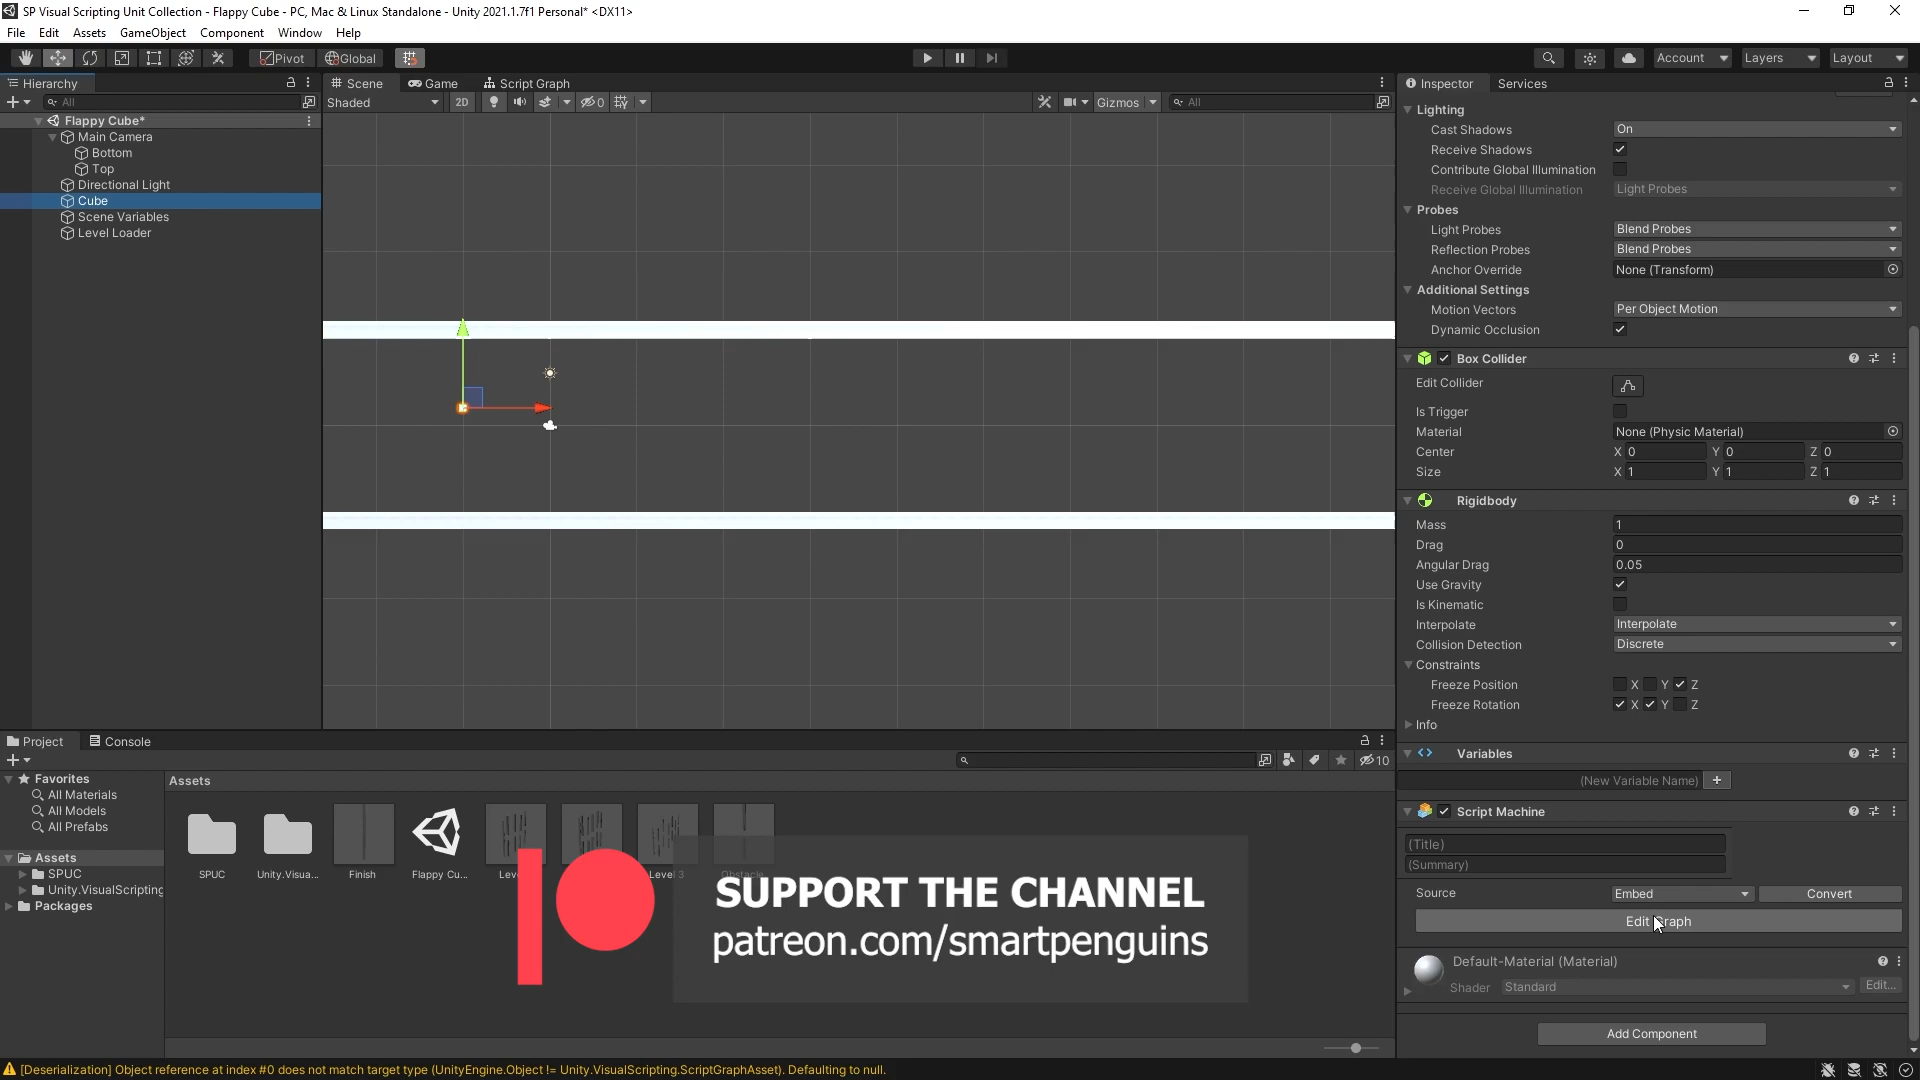 SP Visual Scripting Unit Collection - Flappy Cube - PC, Mac & Linux Standalone - Unity 2021.1.7f1 Personal* <DX11>
File Edit Assets GameObject Component Window Help
Pivot Global Account Layers Layout
Hierarchy
All
Flappy Cube*
Main Camera
Bottom
Top
Directional Light
Cube
Scene Variables
Level Loader
Scene Game Script Graph
Shaded 2D 0 Gizmos All
Inspector Services
Lighting
Cast Shadows On
Receive Shadows
Contribute Global Illumination
Receive Global Illumination Light Probes
Probes
Light Probes Blend Probes
Reflection Probes Blend Probes
Anchor Override None (Transform)
Additional Settings
Motion Vectors Per Object Motion
Dynamic Occlusion
Box Collider
Edit Collider
Is Trigger
Material None (Physic Material)
Center X 0 Y 0 Z 0
Size X 1 Y 1 Z 1
Rigidbody
Mass 1
Drag 0
Angular Drag 0.05
Use Gravity
Is Kinematic
Interpolate Interpolate
Collision Detection Discrete
Constraints
Freeze Position X Y Z
Freeze Rotation X Y Z
Info
Variables
(New Variable Name) +
Script Machine
(Title)
(Summary)
Source Embed Convert
Edit Graph
Default-Material (Material)
Shader Standard Edit...
Add Component
Project Console
10
Favorites
All Materials
All Models
All Prefabs
Assets
SPUC
Unity.VisualScripting
Packages
Assets
SPUC Unity.Visua... Finish Flappy Cu... Level 3 Obstacle
SUPPORT THE CHANNEL
patreon.com/smartpenguins
[Deserialization] Object reference at index #0 does not match target type (UnityEngine.Object != Unity.VisualScripting.ScriptGraphAsset). Defaulting to null.